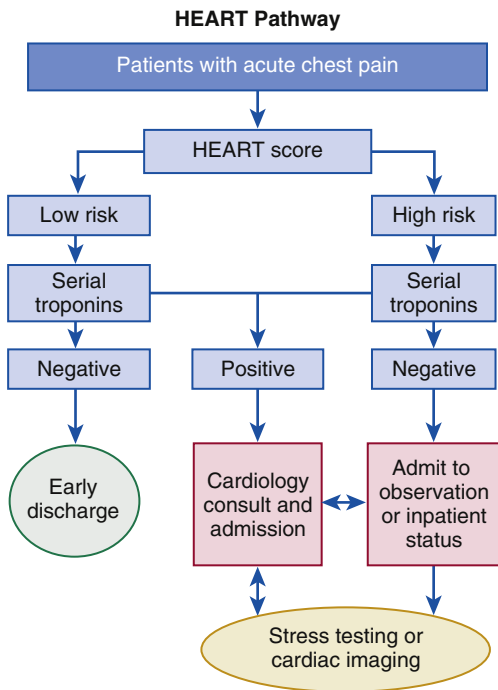 HEART Pathway
Patients with acute chest pain
HEART score
Low risk
High risk
Serial
troponins
Serial
troponins
Negative
Positive
Negative
Early
discharge
Cardiology
consult and
admission
Admit to
observation
or inpatient
status
Stress testing or
cardiac imaging